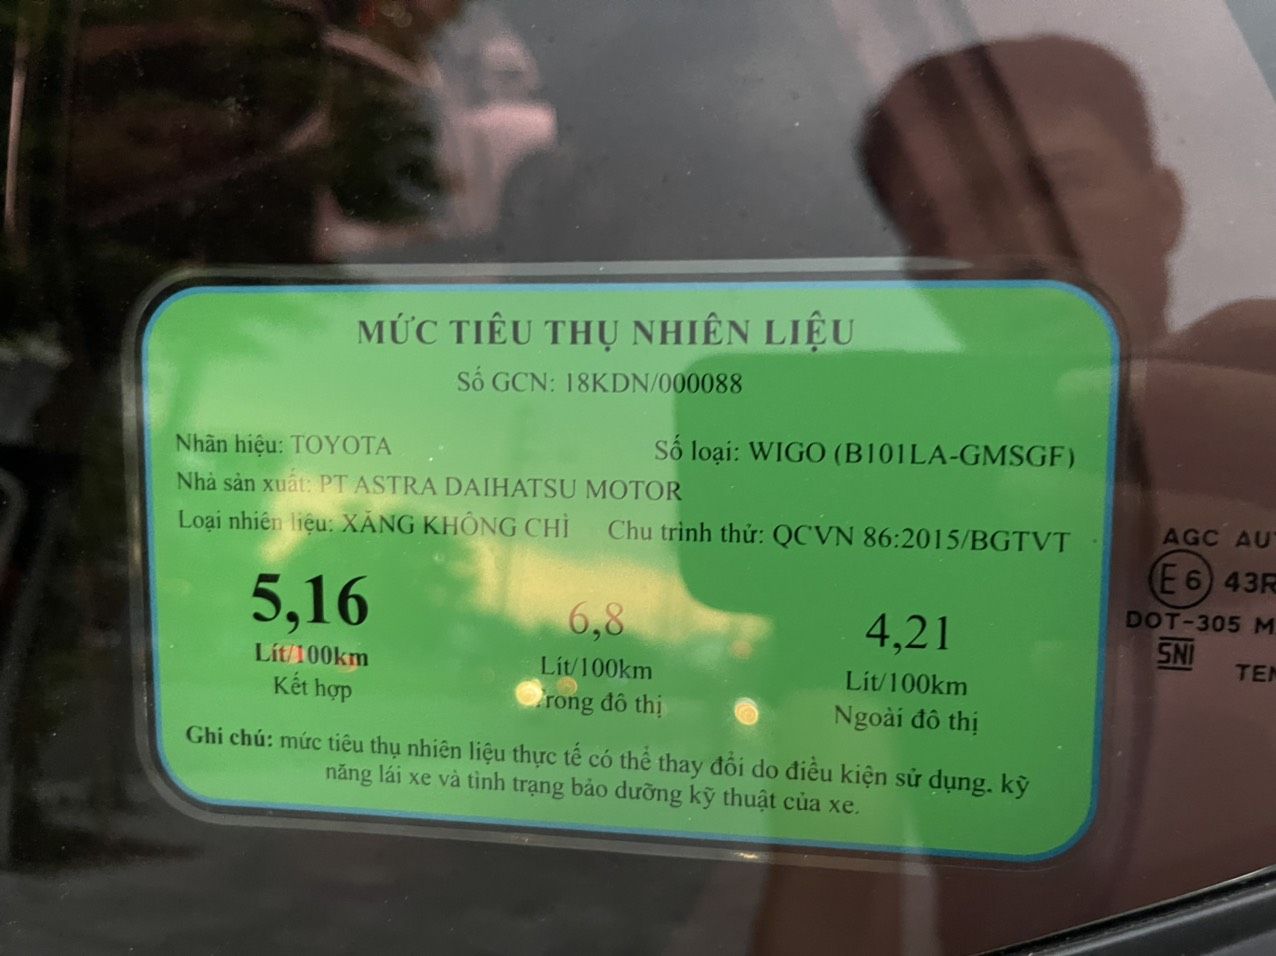 MỨC TIÊU THỤ NHIÊN LIỆU
Số GCN: 18KDN/000088
Nhãn hiệu: TOYOTA Số loại: WIGO (B101LA-GMSGF)
Nhà sản xuất: PT ASTRA DAIHATSU MOTOR
Loại nhiên liệu: XĂNG KHÔNG CHÌ Chu trình thử: QCVN 86:2015/BGTVT
5,16 6,8 4,21
Lít/100km Lít/100km Lít/100km
Kết hợp Trong đô thị Ngoài đô thị
Ghi chú: mức tiêu thụ nhiên liệu thực tế có thể thay đổi do điều kiện sử dụng, kỹ
năng lái xe và tình trạng bảo dưỡng kỹ thuật của xe.
AGC AU
E6 43R
DOT-305 M
SNI
TEM